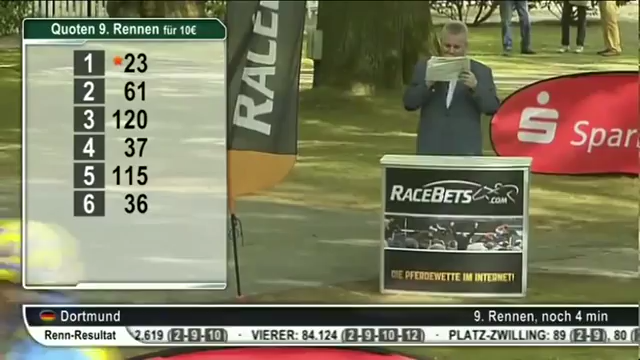 Quoten 9. Rennen für 10€
1 23
2 61
3 120
4 37
5 115
6 36
RALE
S
Spar
RACEBETS.COM
DIE PFERDEWETTE IM INTERNET!
Dortmund
9. Rennen, noch 4 min
Renn-Resultat
2.619 (2-9-10) - VIERER: 84.124 (2-9-10-12) - PLATZ-ZWILLING: 89 (2-9), 80